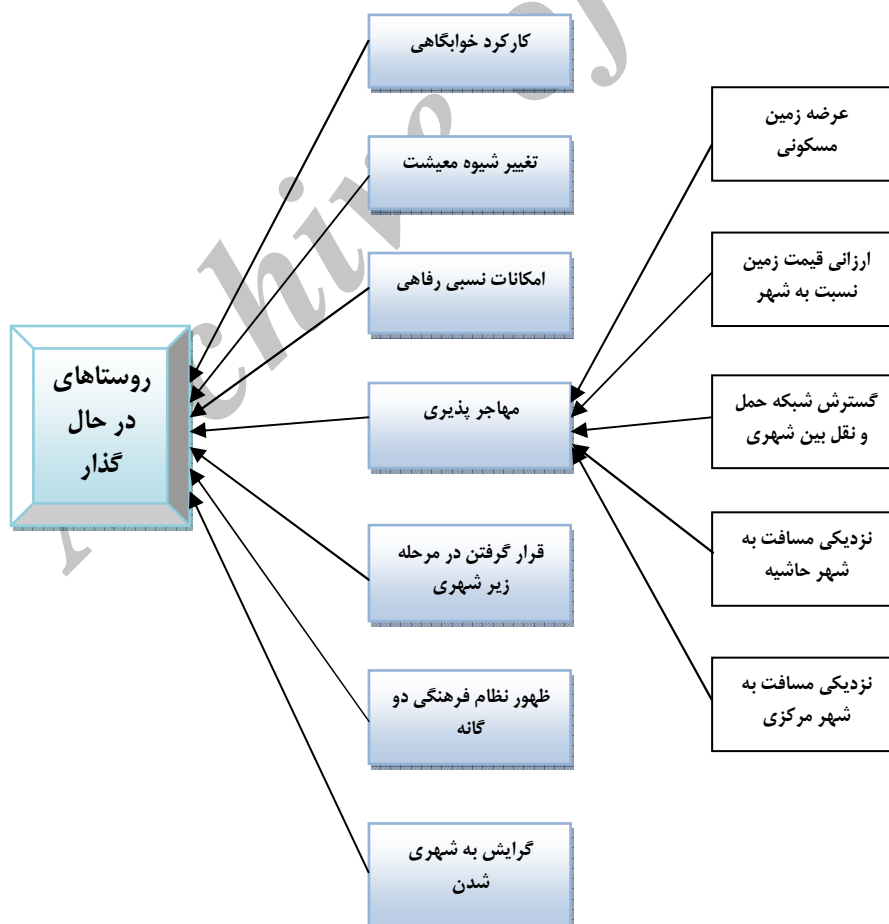 کارکرد خوابگاهی
تغییر شیوه معیشت
امکانات نسبی رفاهی
مهاجر پذیری
قرار گرفتن در مرحله
زیر شهری
ظهور نظام فرهنگی دو
گانه
گرایش به شهری
شدن
عرضه زمین
مسکونی
ارزانی قیمت زمین
نسبت به شهر
گسترش شبکه حمل
و نقل بین شهری
نزدیکی مسافت به
شهر حاشیه
نزدیکی مسافت به
شهر مرکزی
روستاهای
در حال
گذار
Archive of